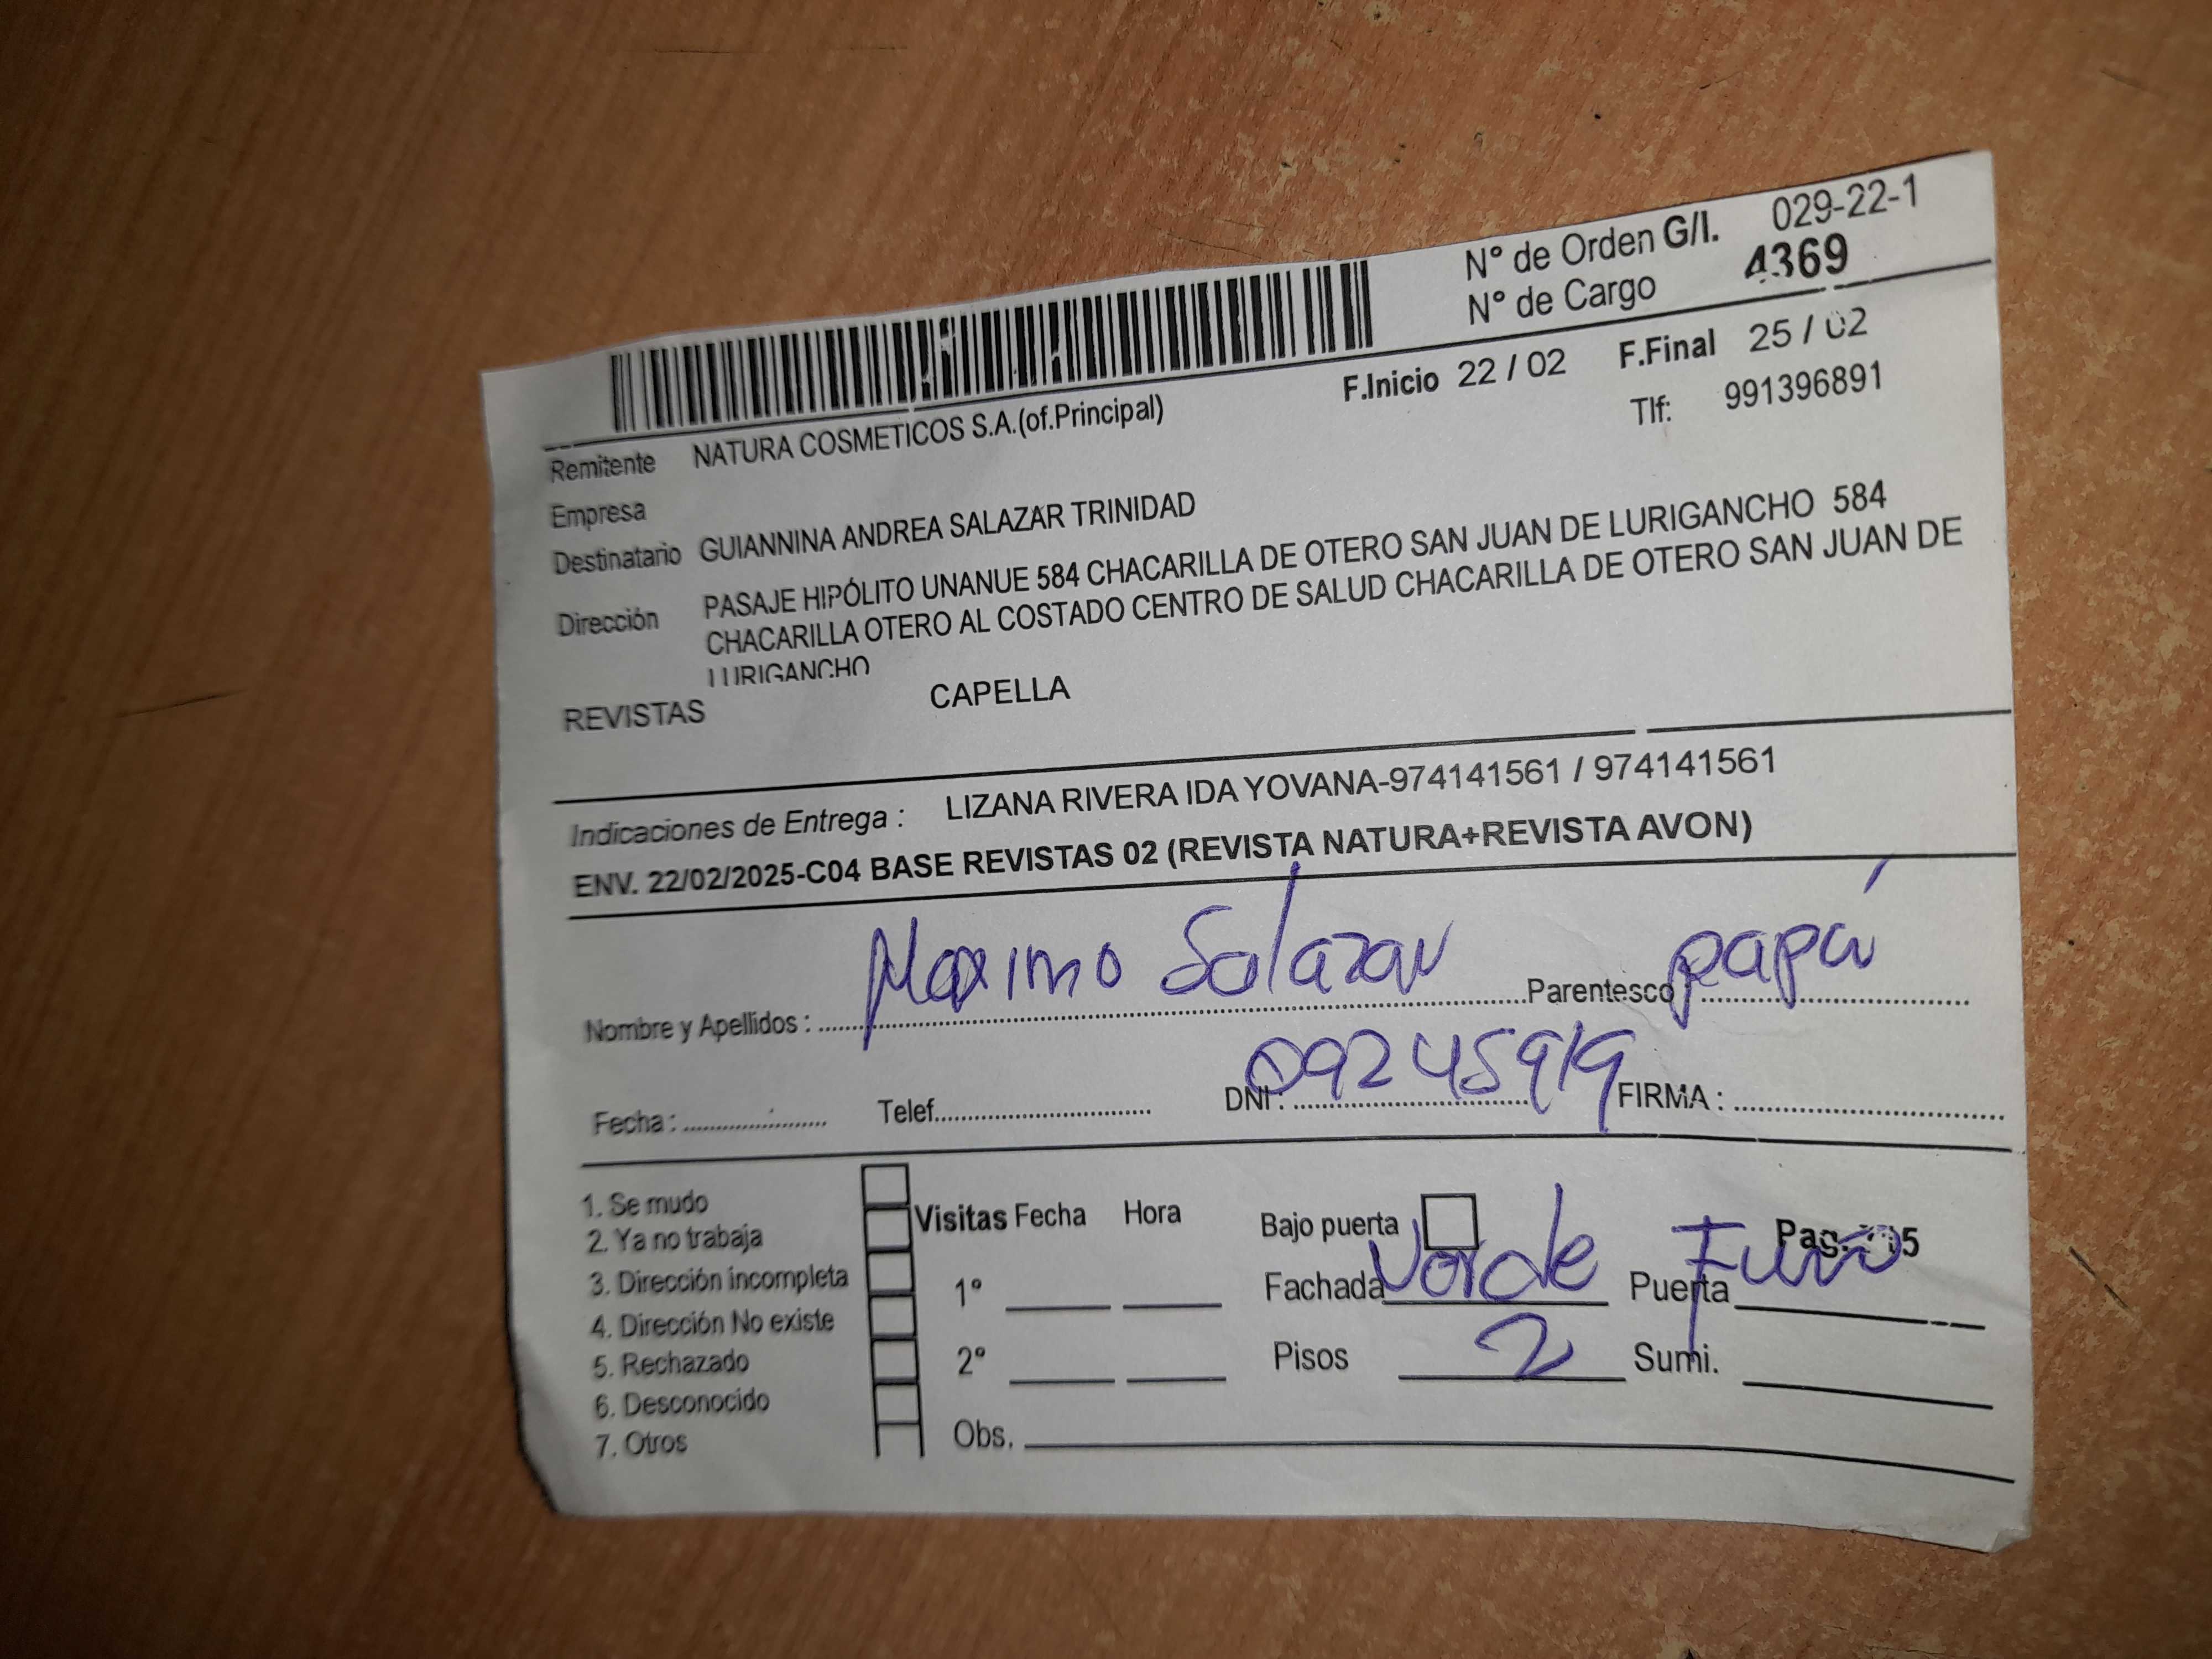 N° de Orden G/I. 029-22-1
N° de Cargo 4369
F.Inicio 22 / 02 F.Final 25 / 02
Remitente NATURA COSMETICOS S.A.(of.Principal) Tlf: 991396891
Empresa
Destinatario GUIANNINA ANDREA SALAZAR TRINIDAD
Dirección PASAJE HIPÓLITO UNANUE 584 CHACARILLA DE OTERO SAN JUAN DE LURIGANCHO 584
CHACARILLA OTERO AL COSTADO CENTRO DE SALUD CHACARILLA DE OTERO SAN JUAN DE
LURIGANCHO
REVISTAS CAPELLA
Indicaciones de Entrega : LIZANA RIVERA IDA YOVANA-974141561 / 974141561
ENV. 22/02/2025-C04 BASE REVISTAS 02 (REVISTA NATURA+REVISTA AVON)
Nombre y Apellidos : Maximo Salazar Parentesco papá
Fecha : Telef. DNI : 09245919 FIRMA :
1. Se mudo
2. Ya no trabaja
3. Dirección incompleta
4. Dirección No existe
5. Rechazado
6. Desconocido
7. Otros
Visitas Fecha Hora
1°
2°
Obs.
Bajo puerta Pag.
Fachada Verde Puerta
Pisos 2 Sumi.